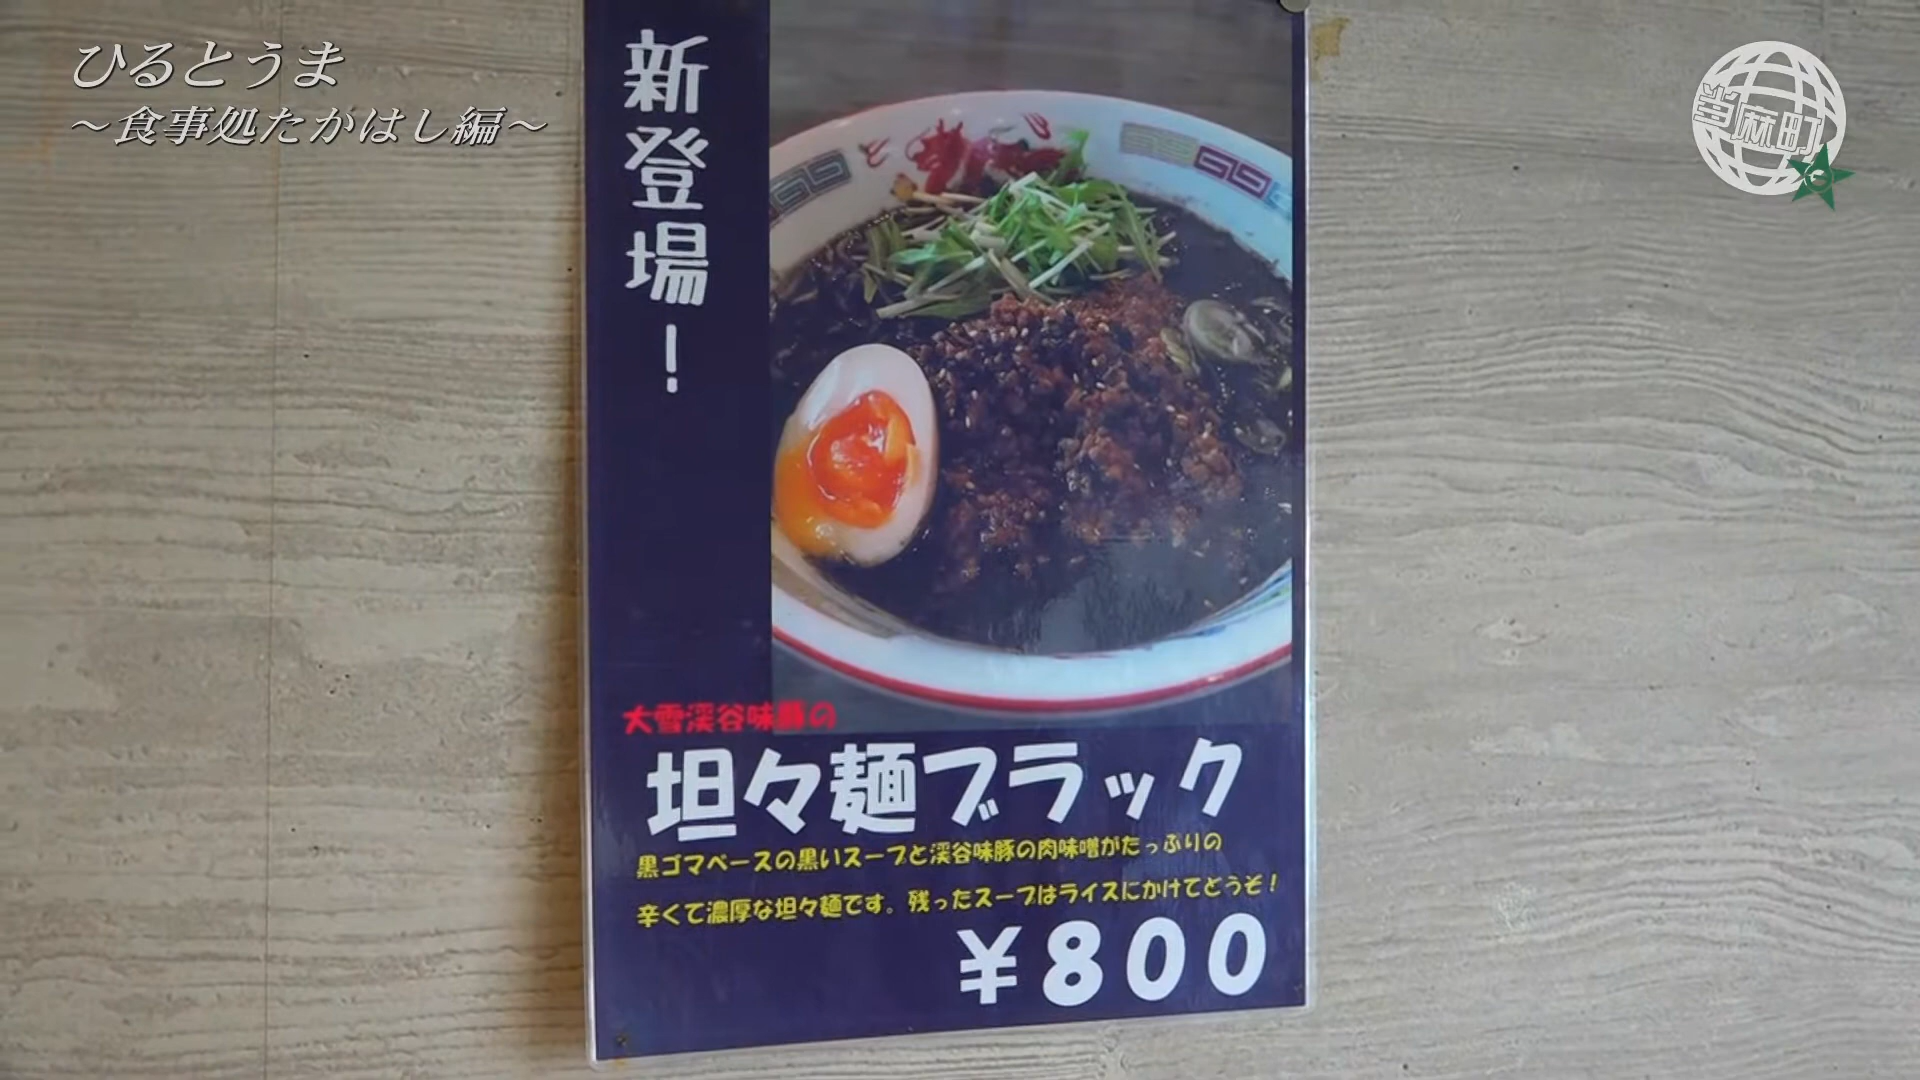 ひるとうま
～食事処たかはし編～
当麻町
新登場！
大雪渓谷味豚の
坦々麺ブラック
黒ゴマペースの黒いスープと渓谷味豚の肉味噌がたっぷりの
辛くて濃厚な坦々麺です。残ったスープはライスにかけてどうぞ！
¥800